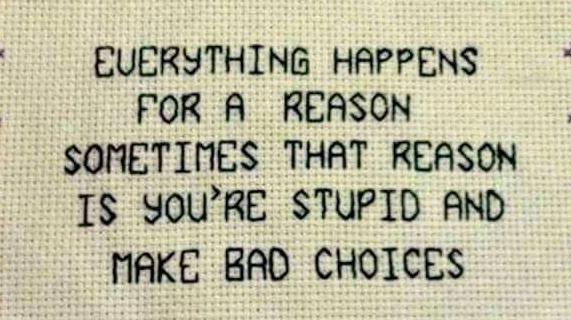 EVERYTHING HAPPENS
FOR A REASON
SOMETIMES THAT REASON
IS YOU'RE STUPID AND
MAKE BAD CHOICES